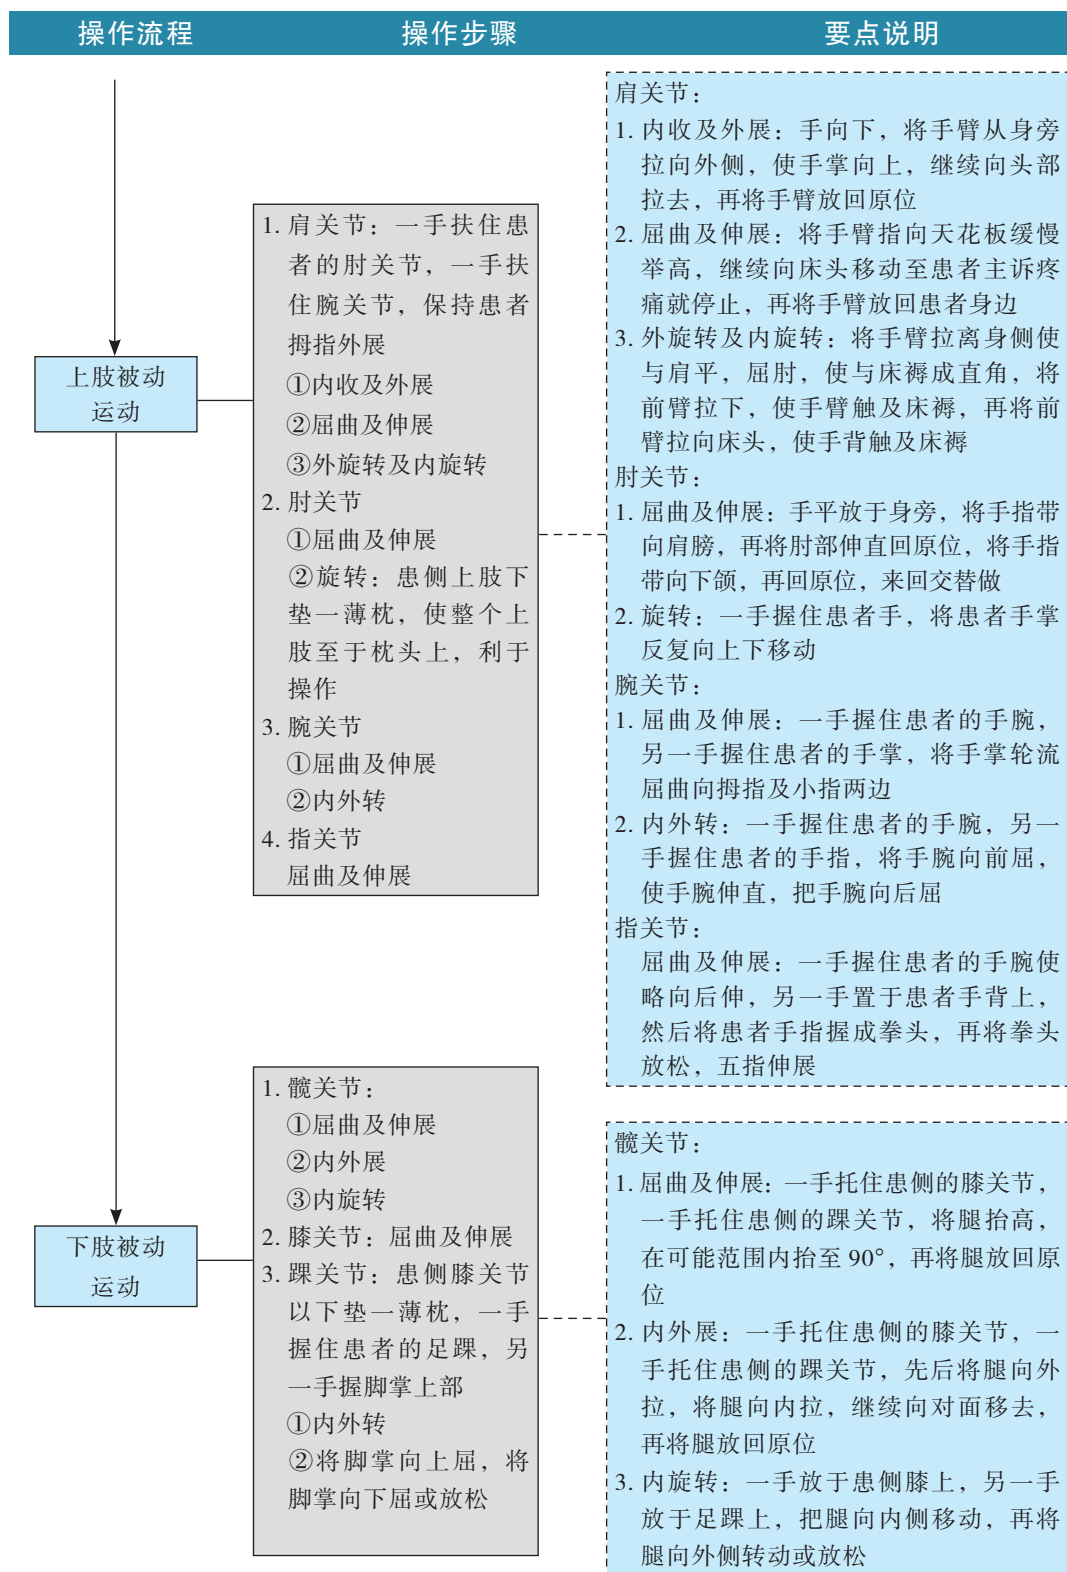 操作流程
操作步骤
要点说明
上肢被动
运动
1. 肩关节：一手扶住患
者的肘关节，一手扶
住腕关节，保持患者
拇指外展
①内收及外展
②屈曲及伸展
③外旋转及内旋转
2. 肘关节
①屈曲及伸展
②旋转：患侧上肢下
垫一薄枕，使整个上
肢至于枕头上，利于
操作
3. 腕关节
①屈曲及伸展
②内外转
4. 指关节
屈曲及伸展
肩关节：
1. 内收及外展：手向下，将手臂从身旁
拉向外侧，使手掌向上，继续向头部
拉去，再将手臂放回原位
2. 屈曲及伸展：将手臂指向天花板缓慢
举高，继续向床头移动至患者主诉疼
痛就停止，再将手臂放回患者身边
3. 外旋转及内旋转：将手臂拉离身侧使
与肩平，屈肘，使与床褥成直角，将
前臂拉下，使手臂触及床褥，再将前
臂拉向床头，使手背触及床褥
肘关节：
1. 屈曲及伸展：手平放于身旁，将手指带
向肩膀，再将肘部伸直回原位，将手指
带向下颌，再回原位，来回交替做
2. 旋转：一手握住患者手，将患者手掌
反复向上下移动
腕关节：
1. 屈曲及伸展：一手握住患者的手腕，
另一手握住患者的手掌，将手掌轮流
屈曲向拇指及小指两边
2. 内外转：一手握住患者的手腕，另一
手握住患者的手指，将手腕向前屈，
使手腕伸直，把手腕向后屈
指关节：
屈曲及伸展：一手握住患者的手腕使
略向后伸，另一手置于患者手背上，
然后将患者手指握成拳头，再将拳头
放松，五指伸展
下肢被动
运动
1. 髋关节：
①屈曲及伸展
②内外展
③内旋转
2. 膝关节：屈曲及伸展
3. 踝关节：患侧膝关节
以下垫一薄枕，一手
握住患者的足踝，另
一手握脚掌上部
①内外转
②将脚掌向上屈，将
脚掌向下屈或放松
髋关节：
1. 屈曲及伸展：一手托住患侧的膝关节，
一手托住患侧的踝关节，将腿抬高，
在可能范围内抬至 90°，再将腿放回原
位
2. 内外展：一手托住患侧的膝关节，一
手托住患侧的踝关节，先后将腿向外
拉，将腿向内拉，继续向对面移去，
再将腿放回原位
3. 内旋转：一手放于患侧膝上，另一手
放于足踝上，把腿向内侧移动，再将
腿向外侧转动或放松